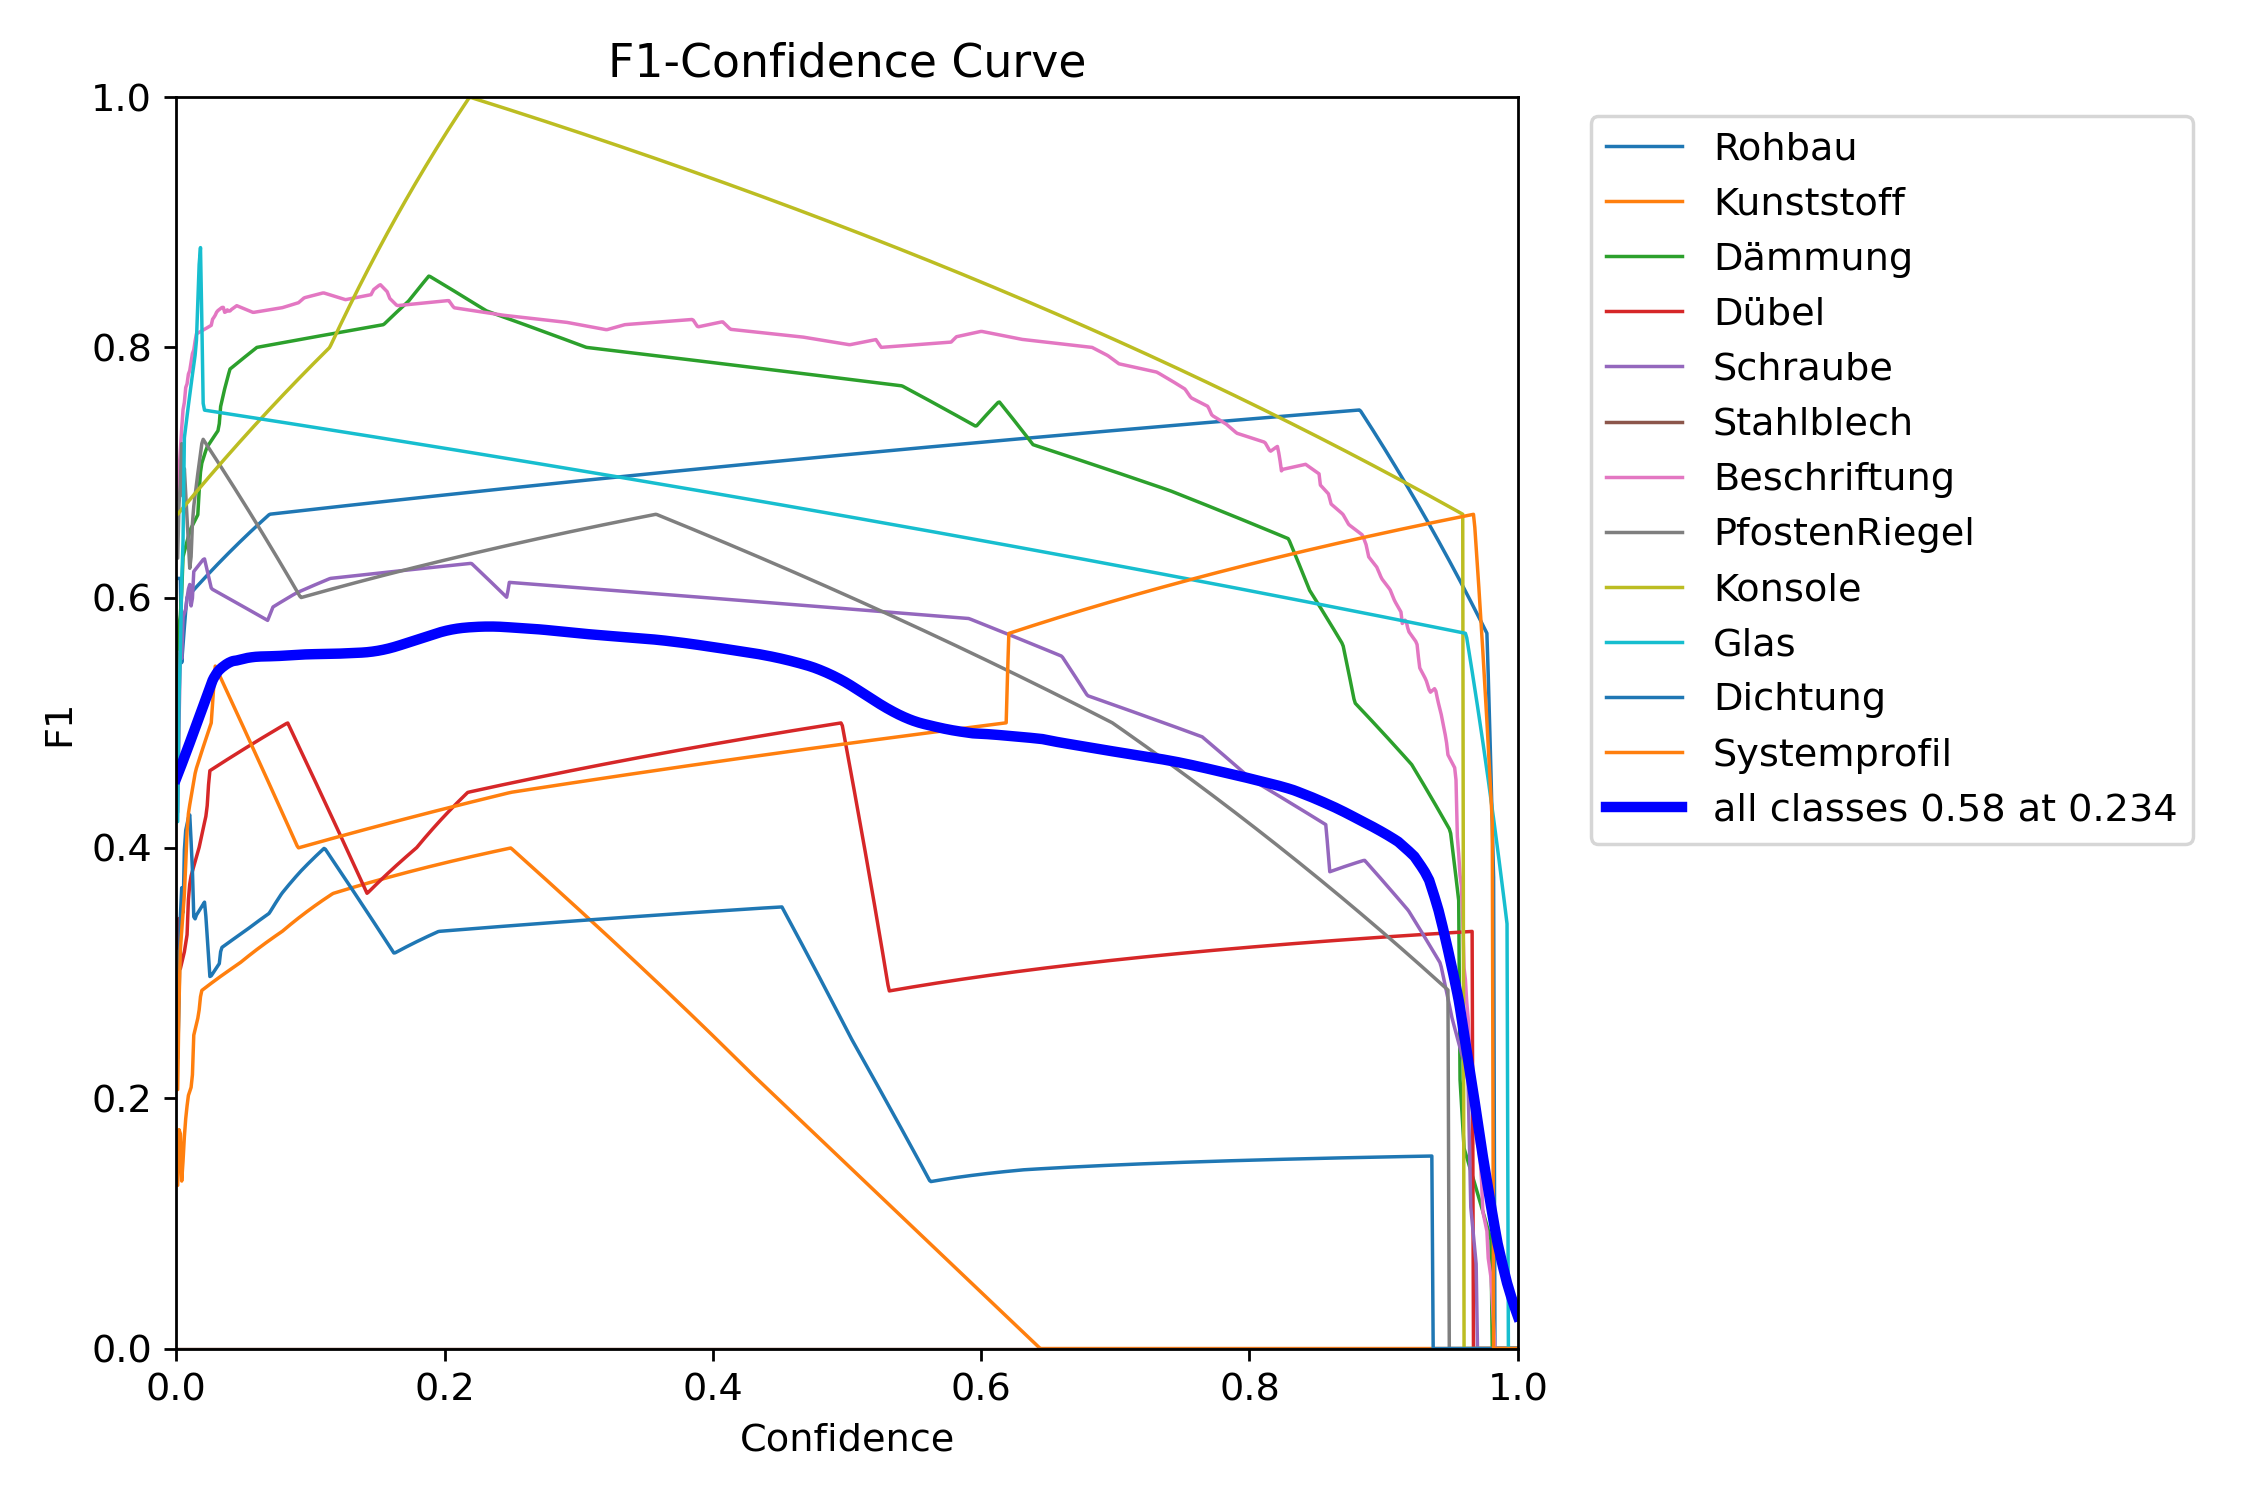 F1-Confidence Curve
1.0
0.8
0.6
0.4
0.2
0.0
F1
0.0 0.2 0.4 0.6 0.8 1.0
Confidence
Rohbau
Kunststoff
Dämmung
Dübel
Schraube
Stahlblech
Beschriftung
PfostenRiegel
Konsole
Glas
Dichtung
Systemprofil
all classes 0.58 at 0.234